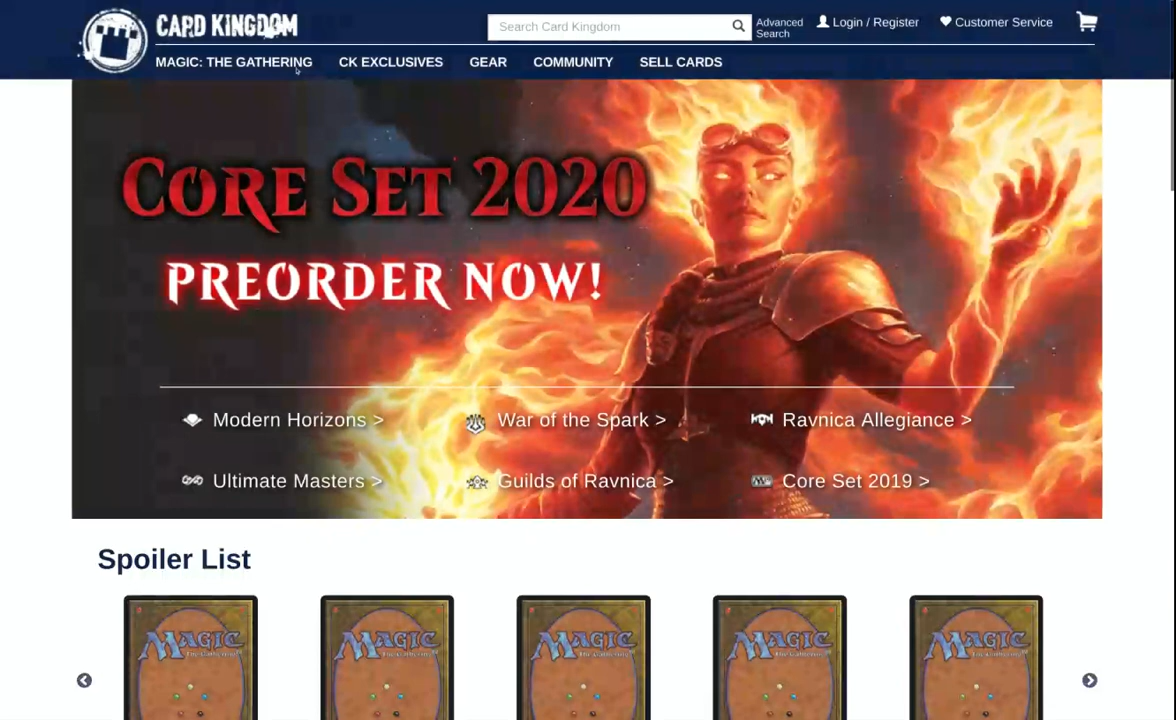 CARD KINGDOM
Search Card Kingdom
Advanced Search
Login / Register
Customer Service
MAGIC: THE GATHERING
CK EXCLUSIVES
GEAR
COMMUNITY
SELL CARDS
CORE SET 2020
PREORDER NOW!
Modern Horizons >
War of the Spark >
Ravnica Allegiance >
Ultimate Masters >
Guilds of Ravnica >
Core Set 2019 >
Spoiler List
MAGIC
MAGIC
MAGIC
MAGIC
MAGIC